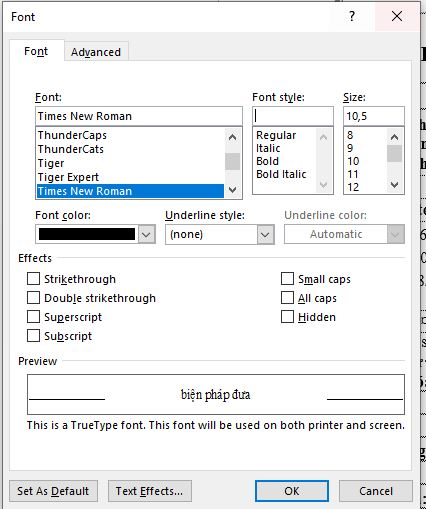 Font
?
Font
Advanced
Font:
Font style:
Size:
Times New Roman
10,5
ThunderCaps
ThunderCats
Tiger
Tiger Expert
Times New Roman
Regular
Italic
Bold
Bold Italic
8
9
10
11
12
Font color:
Underline style:
Underline color:
(none)
Automatic
Effects
Strikethrough
Double strikethrough
Superscript
Subscript
Small caps
All caps
Hidden
Preview
biện pháp đưa
This is a TrueType font. This font will be used on both printer and screen.
Set As Default
Text Effects...
OK
Cancel